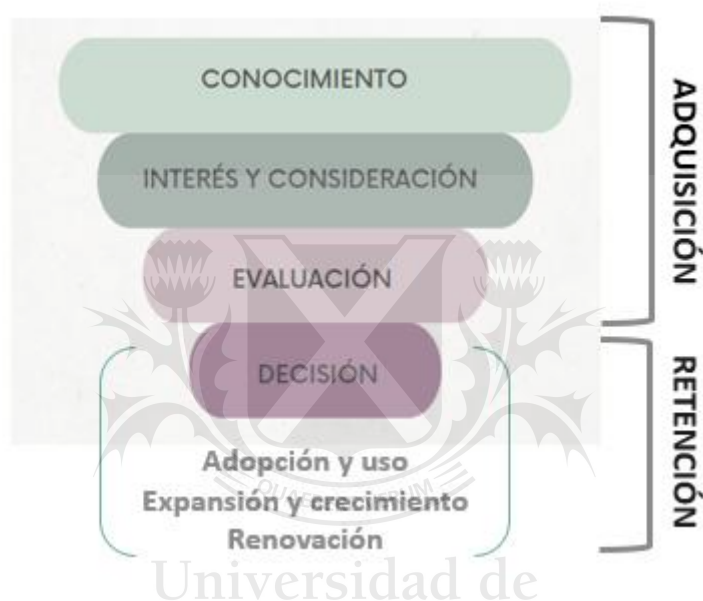 CONOCIMIENTO
INTERÉS Y CONSIDERACIÓN
EVALUACIÓN
DECISIÓN
Adopción y uso
Expansión y crecimiento
Renovación
ADQUISICIÓN
RETENCIÓN
Universidad de